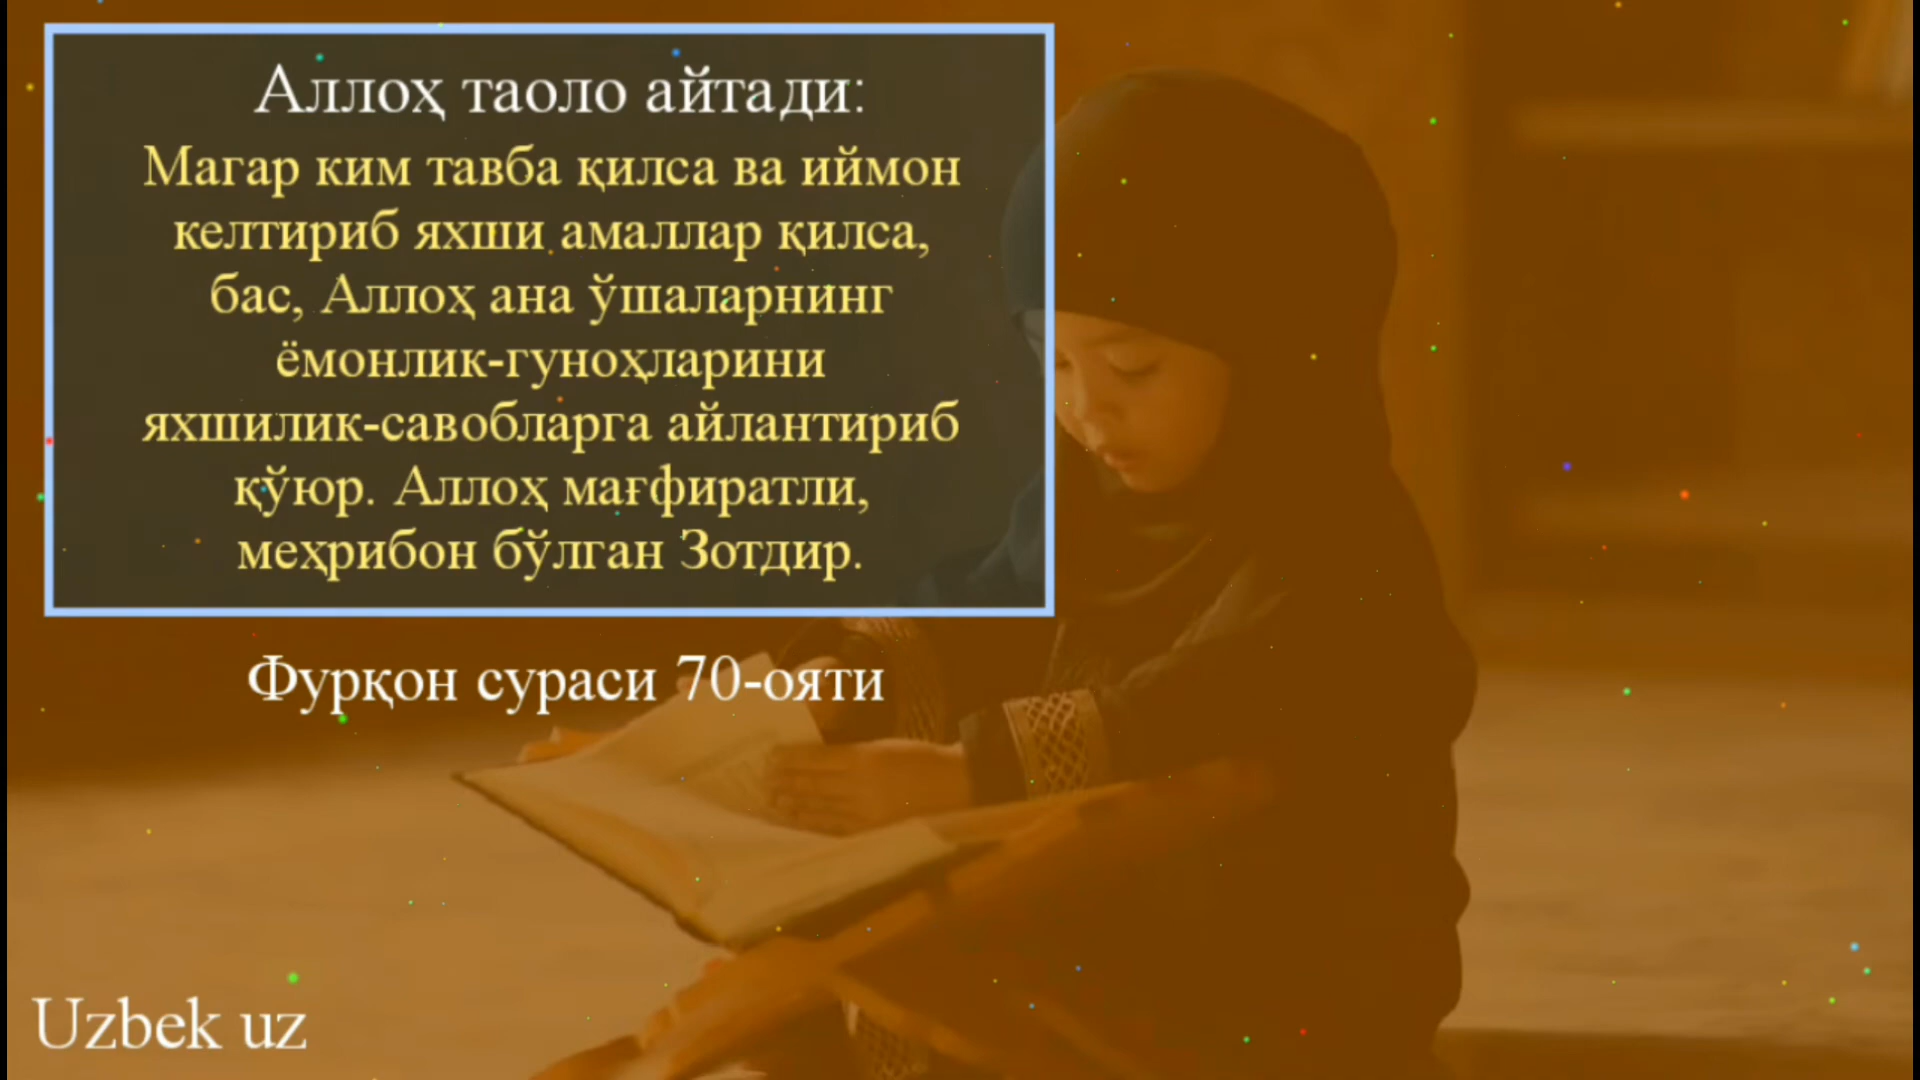 Аллоҳ таоло айтади:
Магар ким тавба қилса ва иймон
келтириб яхши амаллар қилса,
бас, Аллоҳ ана ўшаларнинг
ёмонлик-гуноҳларини
яхшилик-савобларга айлантириб
қўюр. Аллоҳ мағфиратли,
меҳрибон бўлган Зотдир.
Фурқон сураси 70-ояти
Uzbek uz